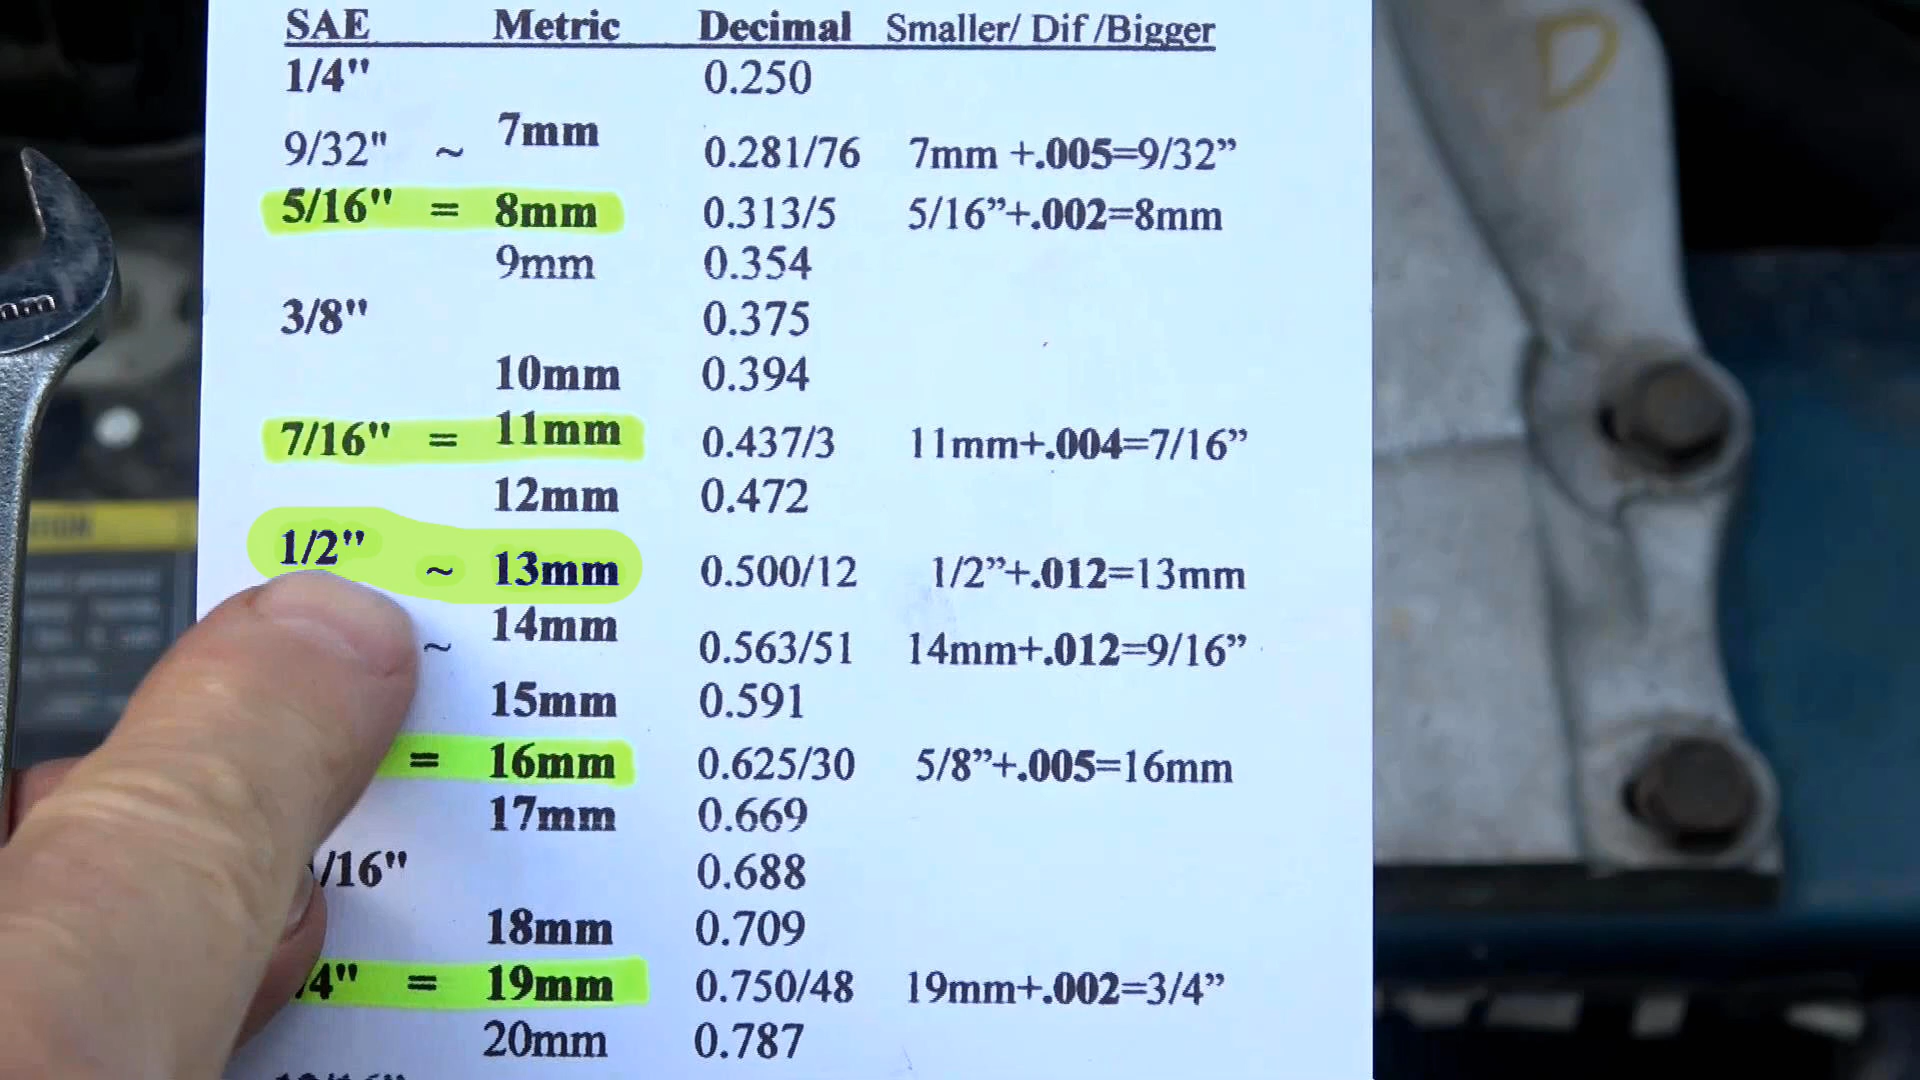 SAE Metric Decimal Smaller/ Dif /Bigger
1/4" 0.250
9/32" ~ 7mm 0.281/76 7mm +.005=9/32”
5/16" = 8mm 0.313/5 5/16”+.002=8mm
9mm 0.354
3/8" 0.375
10mm 0.394
7/16" = 11mm 0.437/3 11mm+.004=7/16”
12mm 0.472
1/2" ~ 13mm 0.500/12 1/2”+.012=13mm
~ 14mm 0.563/51 14mm+.012=9/16”
15mm 0.591
= 16mm 0.625/30 5/8”+.005=16mm
17mm 0.669
/16" 0.688
18mm 0.709
/4" = 19mm 0.750/48 19mm+.002=3/4”
20mm 0.787
D